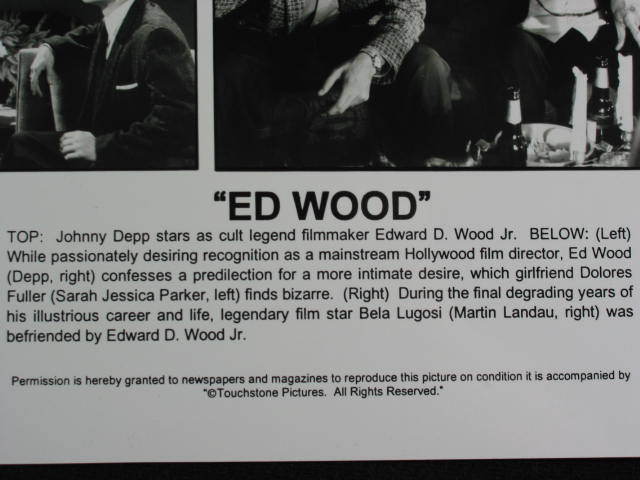 "ED WOOD"
TOP: Johnny Depp stars as cult legend filmmaker Edward D. Wood Jr. BELOW: (Left)
While passionately desiring recognition as a mainstream Hollywood film director, Ed Wood
(Depp, right) confesses a predilection for a more intimate desire, which girlfriend Dolores
Fuller (Sarah Jessica Parker, left) finds bizarre. (Right) During the final degrading years of
his illustrious career and life, legendary film star Bela Lugosi (Martin Landau, right) was
befriended by Edward D. Wood Jr.
Permission is hereby granted to newspapers and magazines to reproduce this picture on condition it is accompanied by
"©Touchstone Pictures. All Rights Reserved."